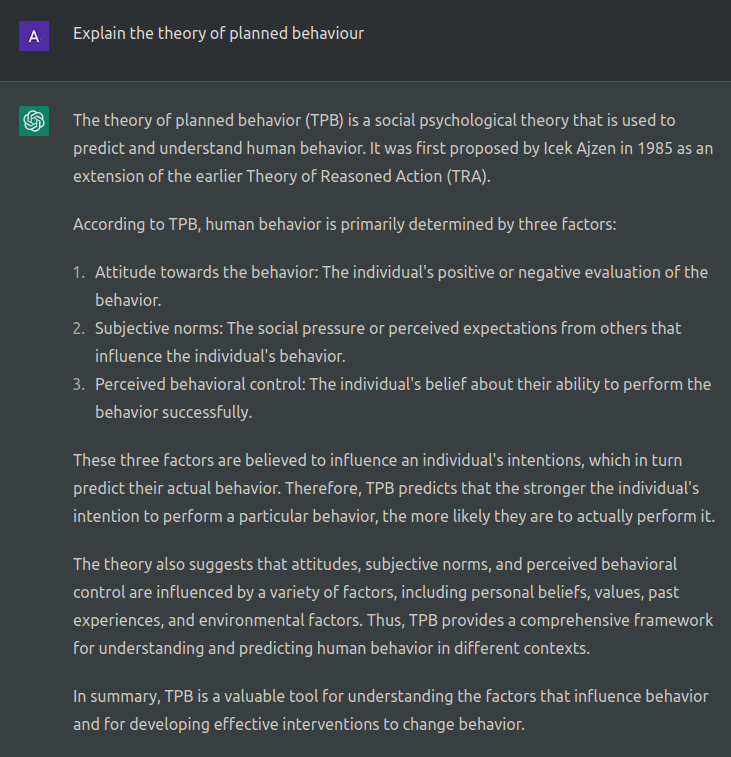 A
Explain the theory of planned behaviour
The theory of planned behavior (TPB) is a social psychological theory that is used to
predict and understand human behavior. It was first proposed by Icek Ajzen in 1985 as an
extension of the earlier Theory of Reasoned Action (TRA).
According to TPB, human behavior is primarily determined by three factors:
1. Attitude towards the behavior: The individual's positive or negative evaluation of the
behavior.
2. Subjective norms: The social pressure or perceived expectations from others that
influence the individual's behavior.
3. Perceived behavioral control: The individual's belief about their ability to perform the
behavior successfully.
These three factors are believed to influence an individual's intentions, which in turn
predict their actual behavior. Therefore, TPB predicts that the stronger the individual's
intention to perform a particular behavior, the more likely they are to actually perform it.
The theory also suggests that attitudes, subjective norms, and perceived behavioral
control are influenced by a variety of factors, including personal beliefs, values, past
experiences, and environmental factors. Thus, TPB provides a comprehensive framework
for understanding and predicting human behavior in different contexts.
In summary, TPB is a valuable tool for understanding the factors that influence behavior
and for developing effective interventions to change behavior.